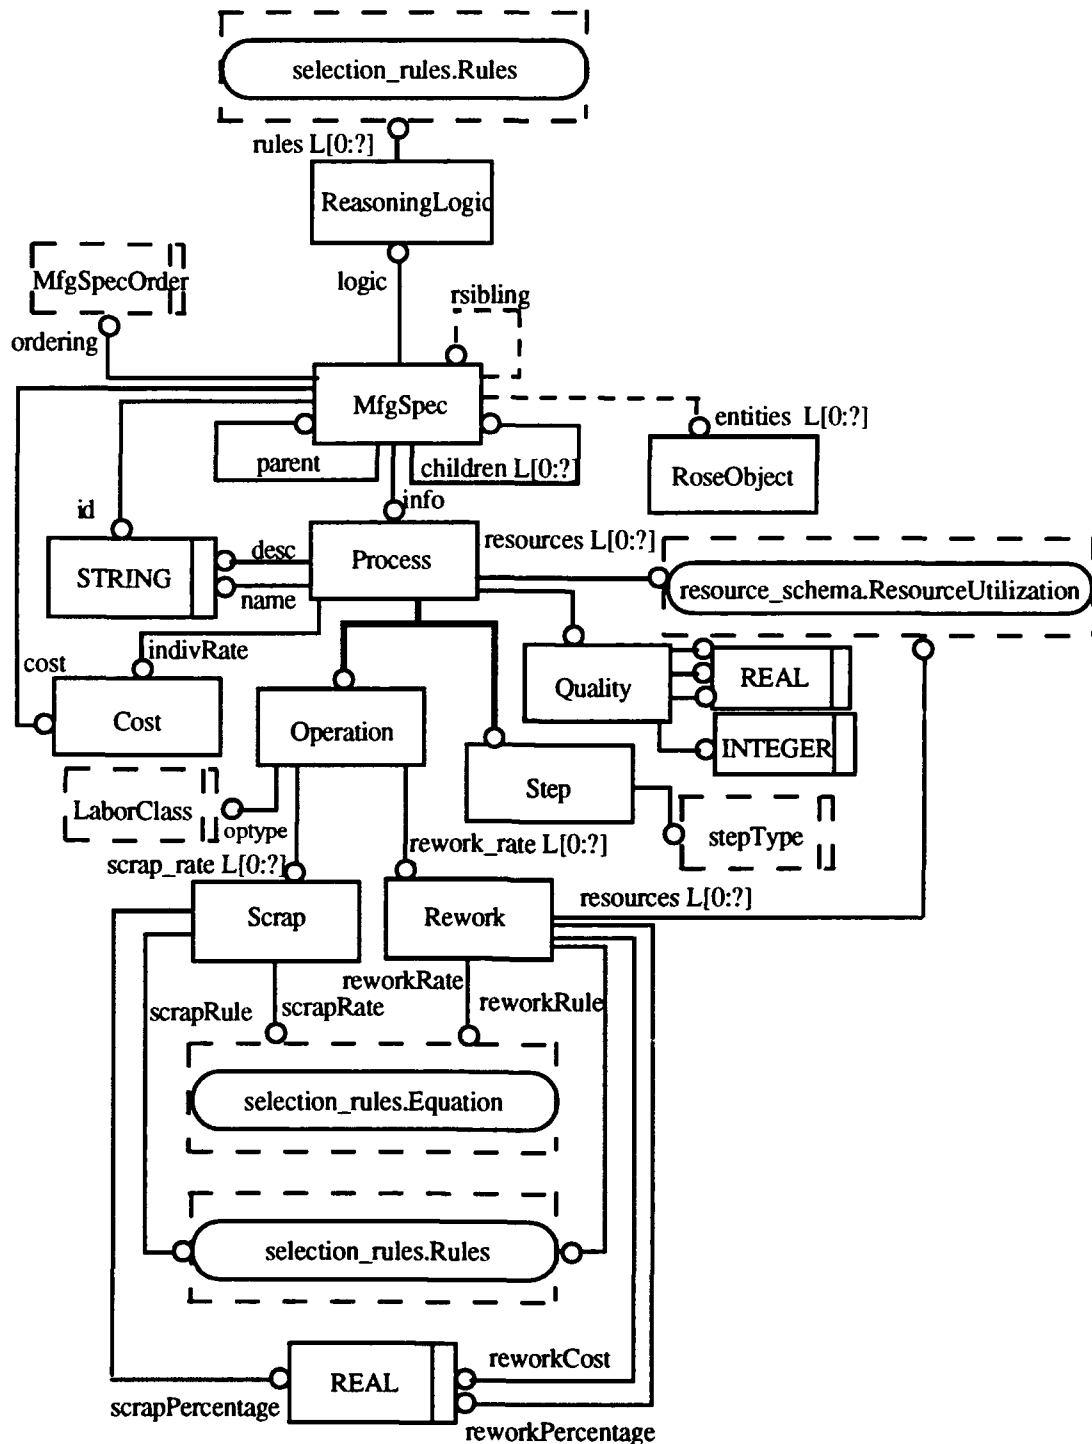 selection_rules.Rules
rules L[0:?]
ReasoningLogic
MfgSpecOrder
logic
rsibling
ordering
MfgSpec
entities L[0:?]
parent
children L[0:?]
RoseObject
id
info
desc
Process
resources L[0:?]
STRING
name
resource_schema.ResourceUtilization
indivRate
cost
Cost
Operation
Quality
REAL
INTEGER
LaborClass
Step
optype
stepType
scrap_rate L[0:?]
rework_rate L[0:?]
Scrap
Rework
resources L[0:?]
scrapRule
scrapRate
reworkRate
reworkRule
selection_rules.Equation
selection_rules.Rules
REAL
reworkCost
scrapPercentage
reworkPercentage